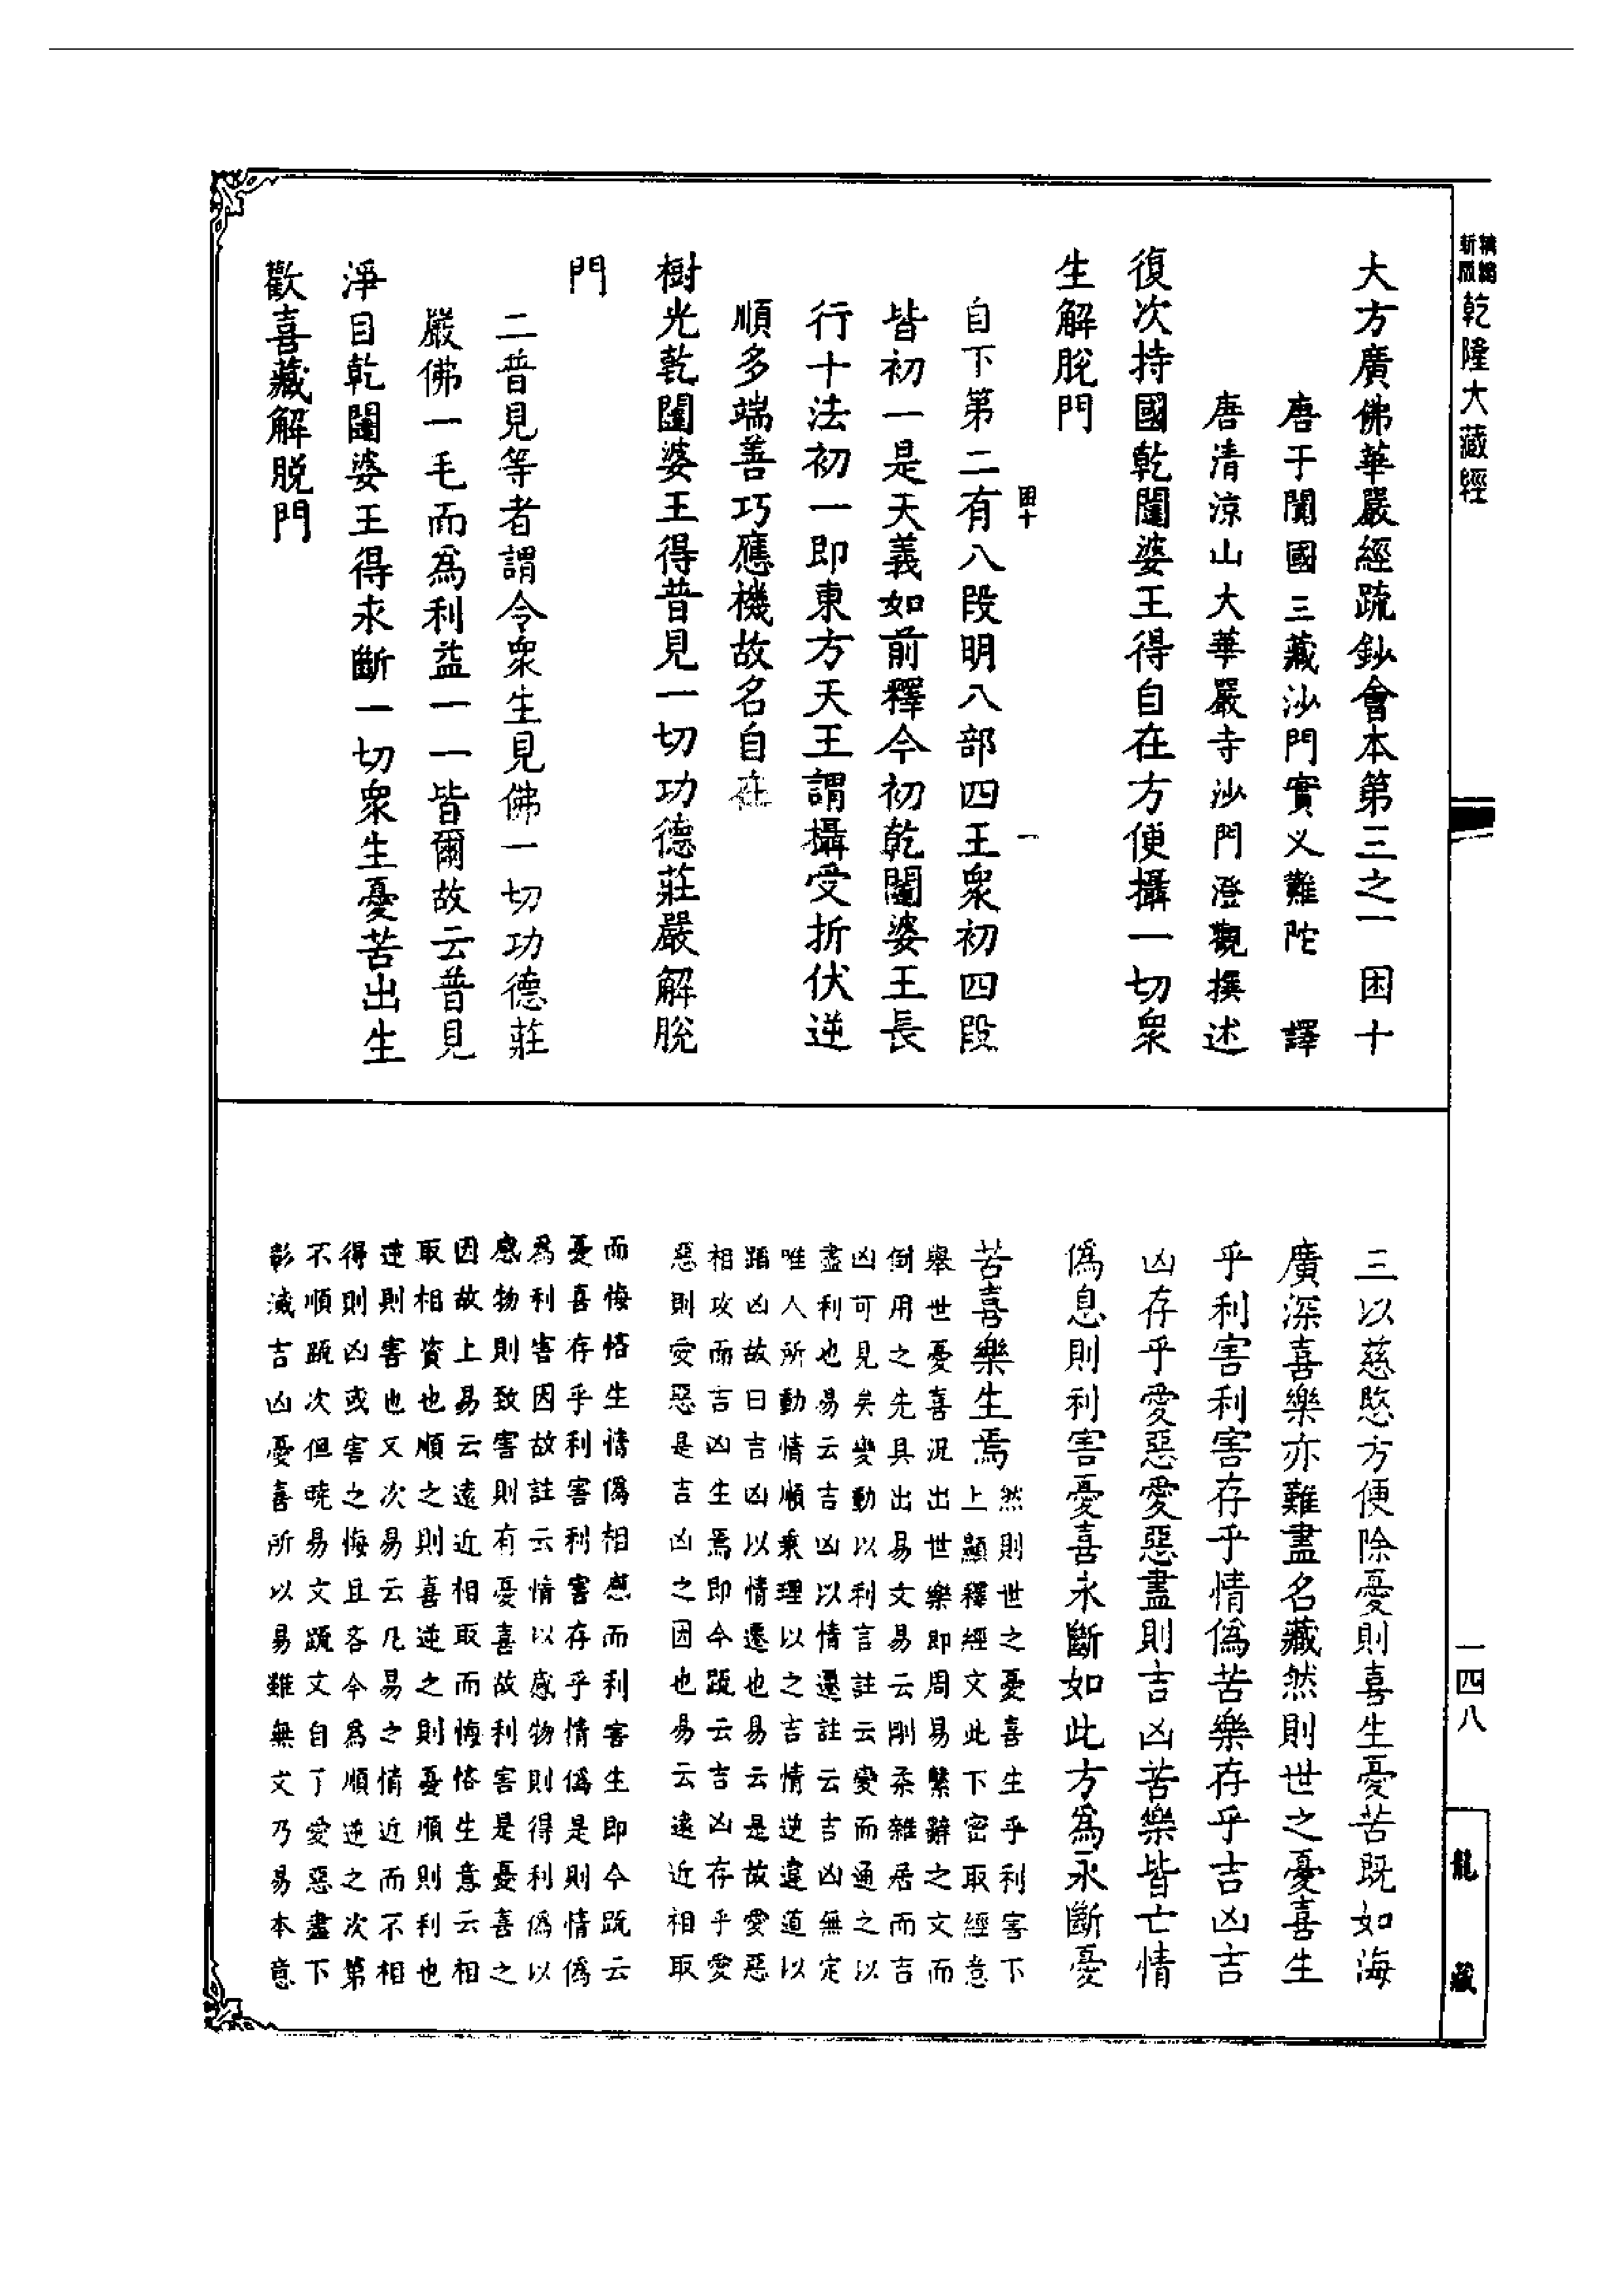 精編
新版
乾隆大藏經
大方廣佛華嚴經疏鈔會本第三之一　困十
唐于闐國三藏沙門實叉難陀　譯
唐清涼山大華嚴寺沙門澄觀撰述
復次持國乾闥婆王得自在方便攝一切衆
生解脫門
困十
一
自下第二有八段明八部四王衆初四段
皆初一是天義如前釋今初乾闥婆王長
行十法初一即東方天王謂攝受折伏逆
順多端善巧應機故名自在
樹光乾闥婆王得普見一切功德莊嚴解脫
門
二普見等者謂令衆生見佛一切功德莊
嚴佛一毛而為利益一一皆爾故云普見
淨目乾闥婆王得永斷一切衆生憂苦出生
歡喜藏解脫門
三以慈愍方便除憂則喜生憂苦既如海
廣深喜樂亦難盡名藏然則世之憂喜生
乎利害利害存乎情偽苦樂存乎吉凶吉
凶存乎愛惡愛惡盡則吉凶苦樂皆亡情
偽息則利害憂喜永斷如此方為永斷憂
苦喜樂生焉
然則世之憂喜生乎利害下
上顯釋經文此下密取經意
舉世憂喜況出世樂即周易繫辭之文而
倒用之先具出易文易云剛柔雜居而吉
凶可見矣變動以利言註云變而通之以
盡利也易云吉凶以情遷註云吉凶無定
唯人所動情順乘理以之吉情逆違道以
蹈凶故曰吉凶以情遷也易云是故愛惡
相攻而吉凶生焉即今疏云吉凶存乎愛
惡則愛惡是吉凶之因也易云遠近相取
而悔悋生情偽相感而利害生即今疏云
憂喜存乎利害利害存乎情偽是則情偽
為利害因故註云情以感物則得利偽以
感物則致害則有憂喜故利害是憂喜之
因故上易云遠近相取而悔悋生意云相
取相資也順之則喜逆之則憂順則利也
逆則害也又次易云凡易之情近而不相
得則凶或害之悔且吝今為順逆之次第
不順疏次但曉易文疏文自了愛惡盡下
彰滅吉凶憂喜所以易雖無文乃易本意
一四八
龍藏